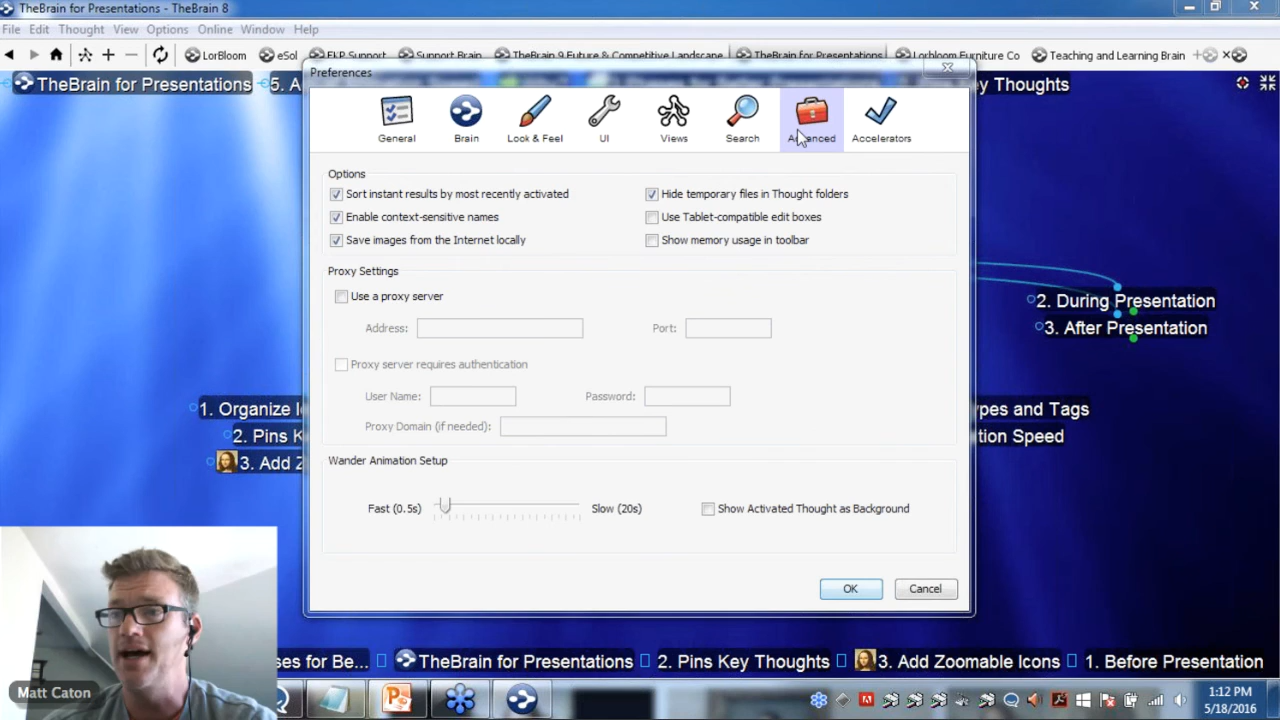 TheBrain for Presentations - TheBrain 8
File Edit Thought View Options Online Window Help
LorBloom eSol EKP Support Support Brain TheBrain 9 Future & Competitive Landscape TheBrain for Presentations Lorbloom Furniture Co Teaching and Learning Brain
TheBrain for Presentations 5. A
y Thoughts
Preferences
General Brain Look & Feel UI Views Search Advanced Accelerators
Options
Sort instant results by most recently activated Hide temporary files in Thought folders
Enable context-sensitive names Use Tablet-compatible edit boxes
Save images from the Internet locally Show memory usage in toolbar
Proxy Settings
Use a proxy server
Address: Port:
Proxy server requires authentication
User Name: Password:
Proxy Domain (if needed):
Wander Animation Setup
Fast (0.5s) Slow (20s) Show Activated Thought as Background
OK Cancel
2. During Presentation
3. After Presentation
1. Organize I
2. Pins K
3. Add Z
ypes and Tags
tion Speed
ses for Be... TheBrain for Presentations 2. Pins Key Thoughts 3. Add Zoomable Icons 1. Before Presentation
Matt Caton
1:12 PM
5/18/2016